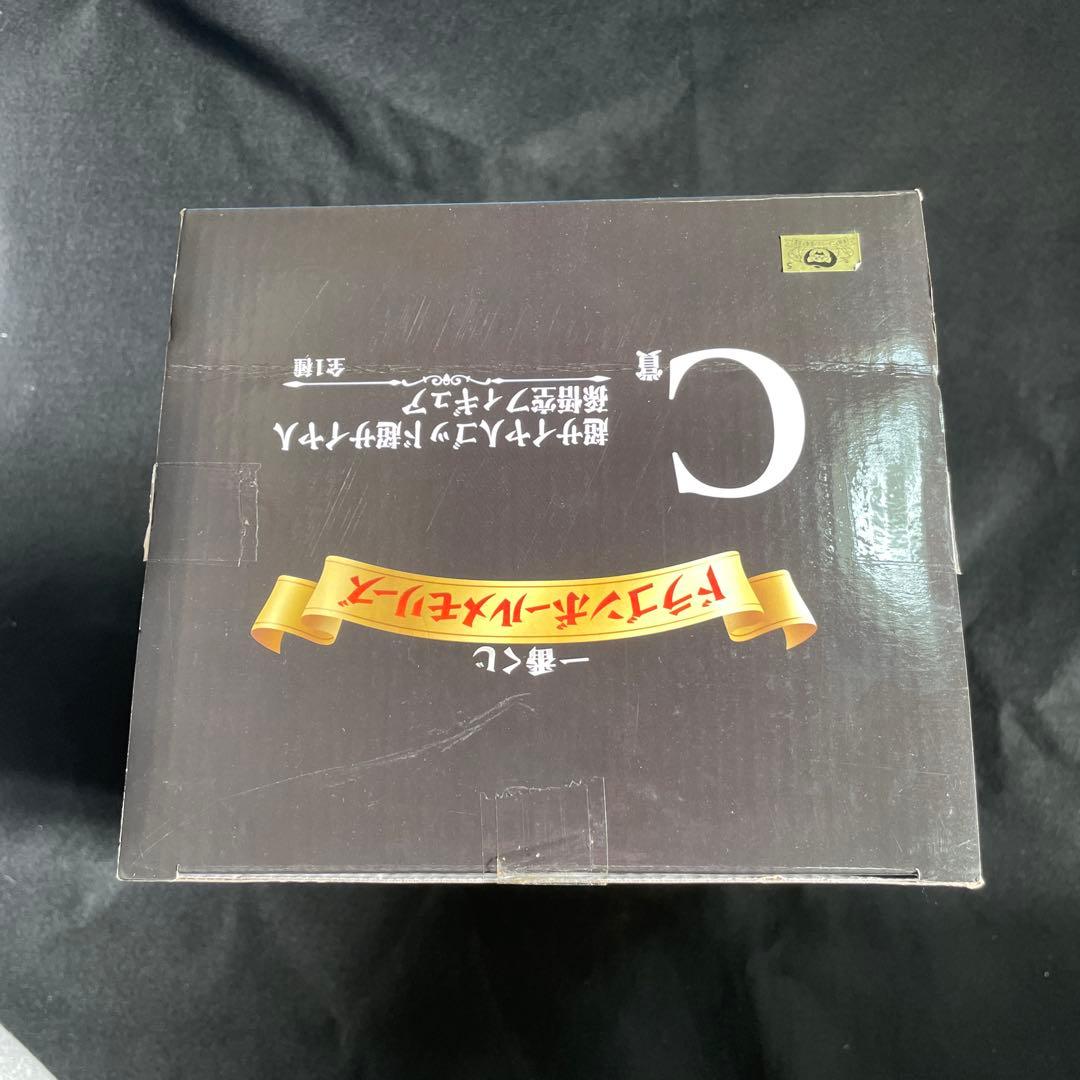 一番くじ
ドラゴンボールメモリーズ
C賞
超サイヤ人ゴッド超サイヤ人
孫悟空フィギュア
全1種